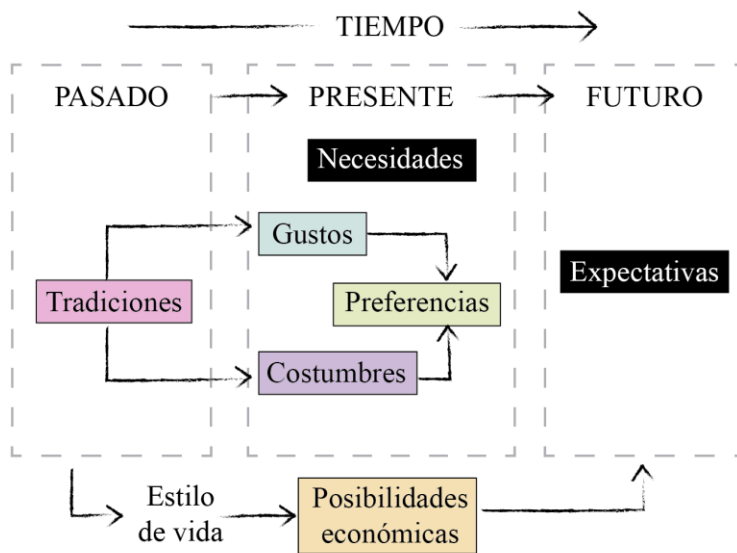 TIEMPO
PASADO
PRESENTE
FUTURO
Necesidades
Gustos
Expectativas
Tradiciones
Preferencias
Costumbres
Estilo
de vida
Posibilidades
económicas